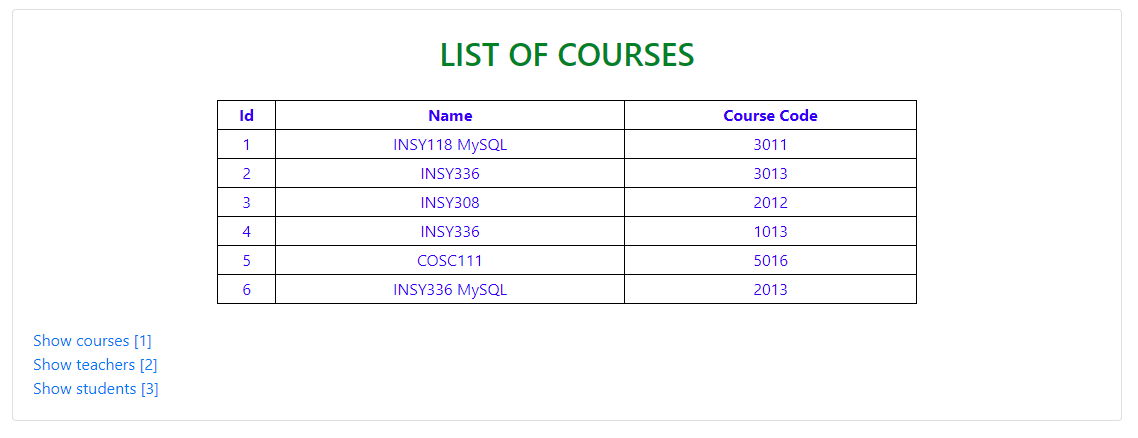 LIST OF COURSES
Id Name Course Code
1 INSY118 MySQL 3011
2 INSY336 3013
3 INSY308 2012
4 INSY336 1013
5 COSC111 5016
6 INSY336 MySQL 2013
Show courses [1]
Show teachers [2]
Show students [3]